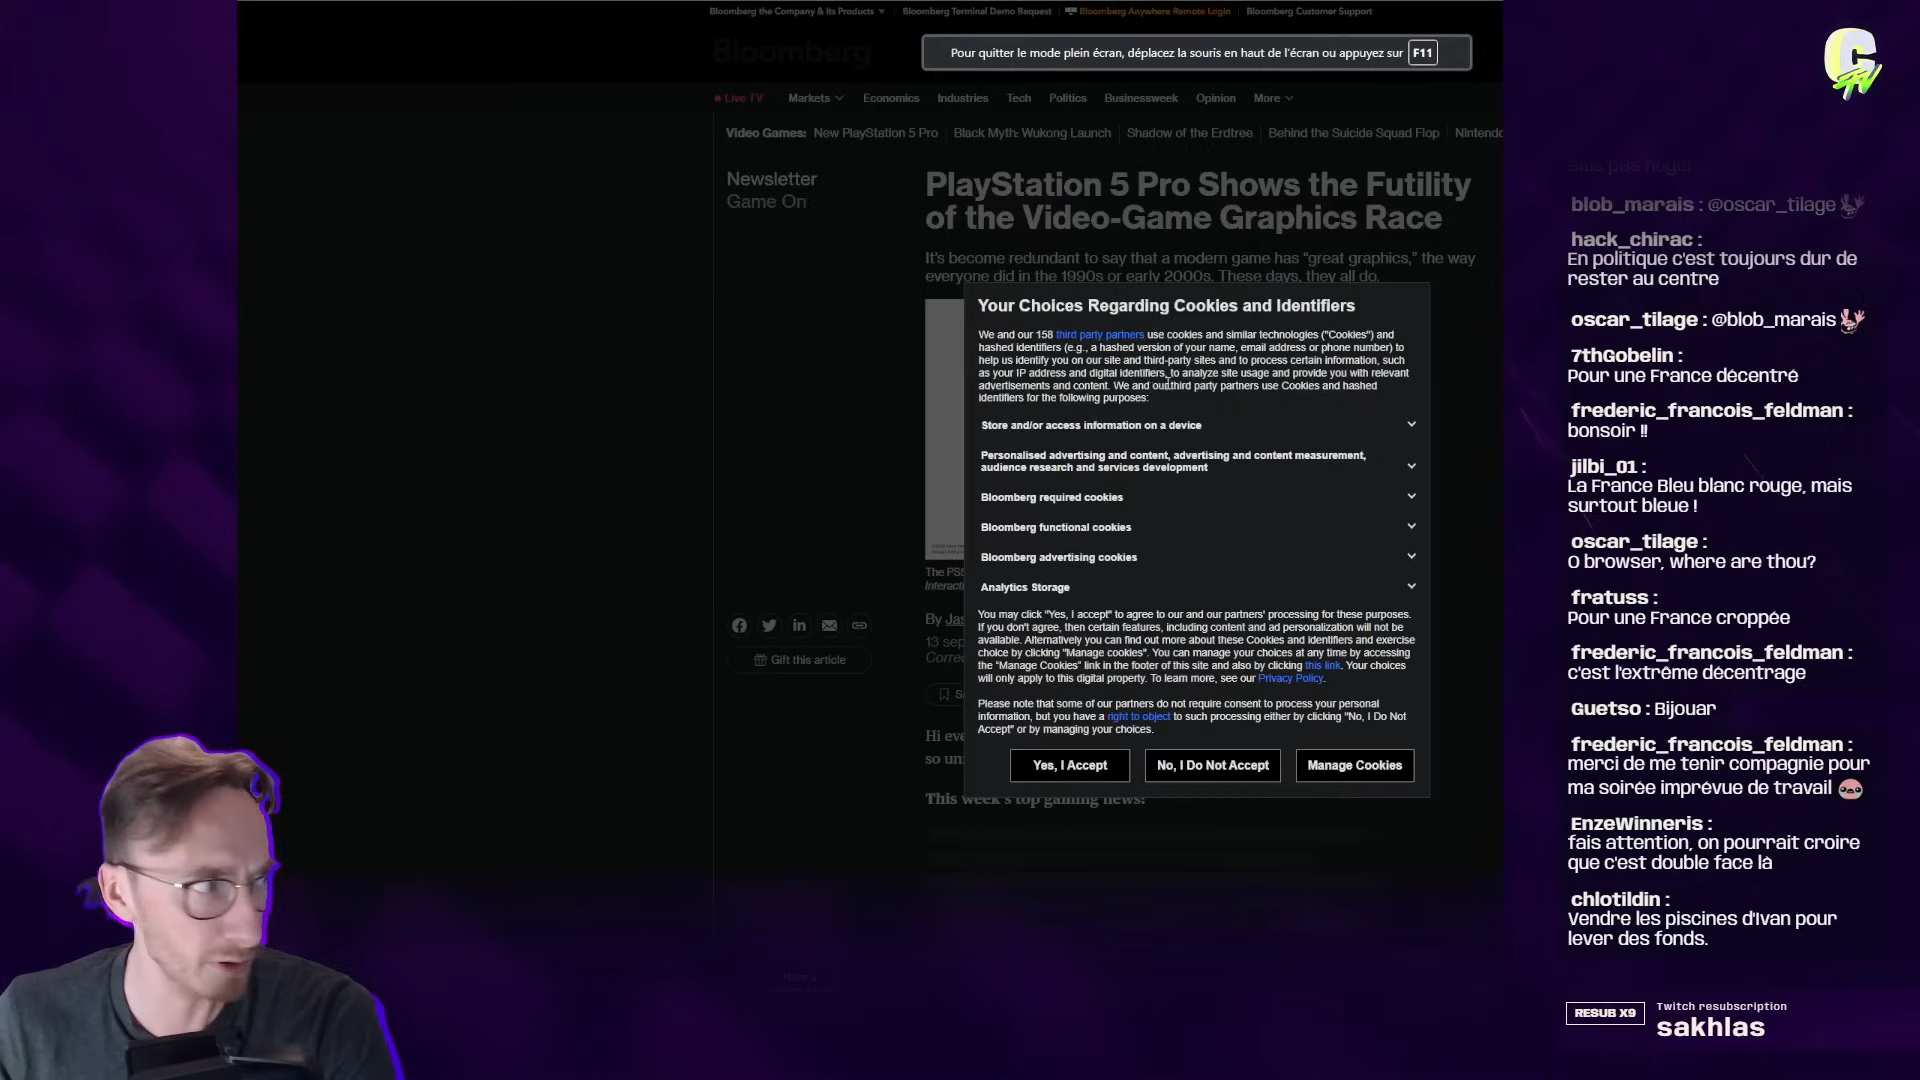 Bloomberg the Company & Its Products
Bloomberg Terminal Demo Request
Bloomberg Anywhere Remote Login
Bloomberg Customer Support
Bloomberg
Pour quitter le mode plein écran, déplacez la souris en haut de l'écran ou appuyez sur F11
Live TV
Markets
Economics
Industries
Tech
Politics
Businessweek
Opinion
More
Video Games:
New PlayStation 5 Pro
Black Myth: Wukong Launch
Shadow of the Erdtree
Behind the Suicide Squad Flop
Newsletter
Game On
PlayStation 5 Pro Shows the Futility
of the Video-Game Graphics Race
It's become redundant to say that a modern game has "great graphics," the way
everyone did in the 1990s or early 2000s. These days, they all do.
The PS5
By
13 sep
Gift this article
Hi eve
so un
This week's top gaming news:
Your Choices Regarding Cookies and Identifiers
We and our 158 third party partners use cookies and similar technologies ("Cookies") and
hashed identifiers (e.g., a hashed version of your name, email address or phone number) to
help us identify you on our site and third-party sites and to process certain information, such
as your IP address and digital identifiers, to analyze site usage and provide you with relevant
advertisements and content. We and our third party partners use Cookies and hashed
identifiers for the following purposes:
Store and/or access information on a device
Personalised advertising and content, advertising and content measurement,
audience research and services development
Bloomberg required cookies
Bloomberg functional cookies
Bloomberg advertising cookies
Analytics Storage
You may click "Yes, I accept" to agree to our and our partners' processing for these purposes.
If you don't agree, then certain features, including content and ad personalization will not be
available. Alternatively you can find out more about these Cookies and identifiers and exercise
choice by clicking "Manage cookies". You can manage your choices at any time by accessing
the "Manage Cookies" link in the footer of this site and also by clicking this link. Your choices
will only apply to this digital property. To learn more, see our Privacy Policy.
Please note that some of our partners do not require consent to process your personal
information, but you have a right to object to such processing either by clicking "No, I Do Not
Accept" or by managing your choices.
Yes, I Accept
No, I Do Not Accept
Manage Cookies
sais pas nuger
blob_marais : @oscar_tilage
hack_chirac :
En politique c'est toujours dur de
rester au centre
oscar_tilage : @blob_marais
7thGobelin :
Pour une France décentré
frederic_francois_feldman :
bonsoir !!
jilbi_01 :
La France Bleu blanc rouge, mais
surtout bleue !
oscar_tilage :
O browser, where are thou?
fratuss :
Pour une France croppée
frederic_francois_feldman :
c'est l'extrême décentrage
Guetso : Bijouar
frederic_francois_feldman :
merci de me tenir compagnie pour
ma soirée imprévue de travail
EnzeWinneris :
fais attention, on pourrait croire
que c'est double face là
chlotildin :
Vendre les piscines d'Ivan pour
lever des fonds.
RESUB X9
Twitch resubscription
sakhlas